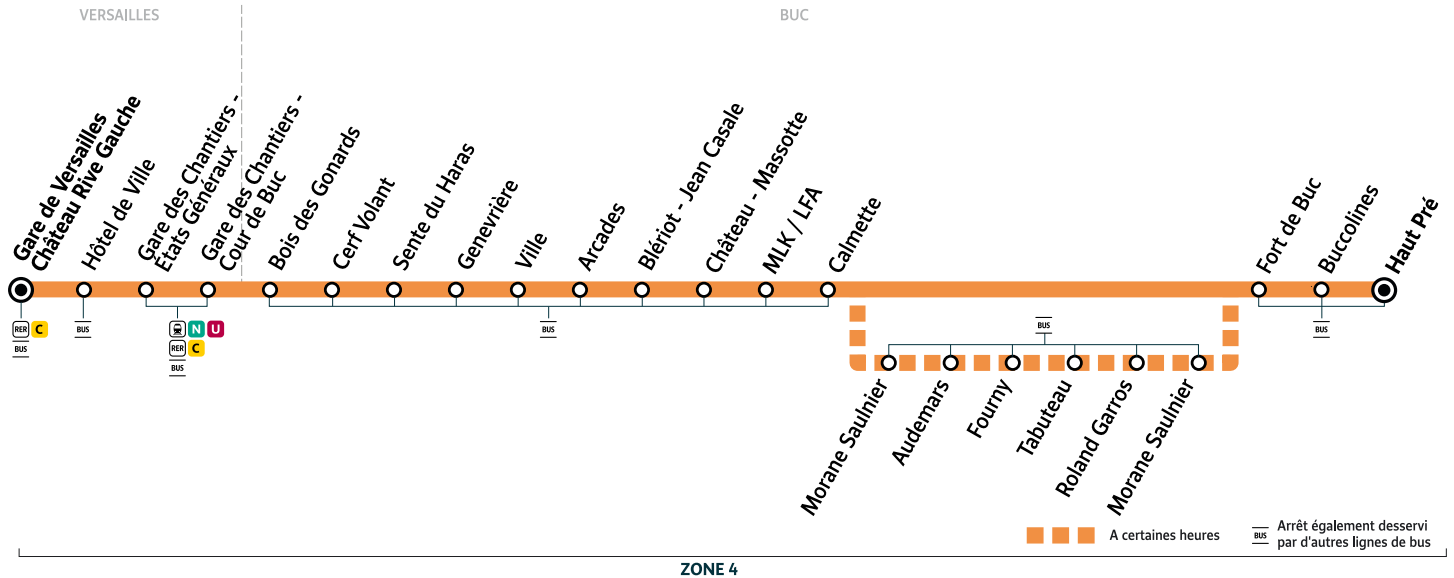 VERSAILLES
BUC
Gare de Versailles
Château Rive Gauche
Hôtel de Ville
Gare des Chantiers -
Etats Généraux
Gare des Chantiers -
Cour de Buc
Bois des Gonards
Cerf Volant
Sente du Haras
Genevrière
Ville
Arcades
Blériot - Jean Casale
Château - Massotte
MLK / LFA
Calmette
Fort de Buc
Buccolines
Haut Pré
RER C
BUS
BUS
N U
RER C
BUS
BUS
BUS
BUS
Morane Saulnier
Audemars
Fourny
Tabuteau
Roland Garros
Morane Saulnier
A certaines heures
BUS
Arrêt également desservi
par d'autres lignes de bus
ZONE 4